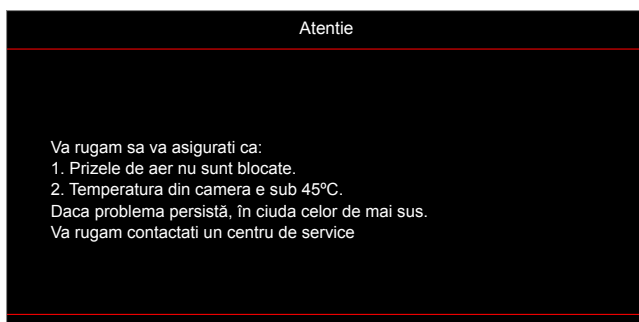 Atentie
Va rugam sa va asigurati ca:
1. Prizele de aer nu sunt blocate.
2. Temperatura din camera e sub 45ºC.
Daca problema persistă, în ciuda celor de mai sus.
Va rugam contactati un centru de service